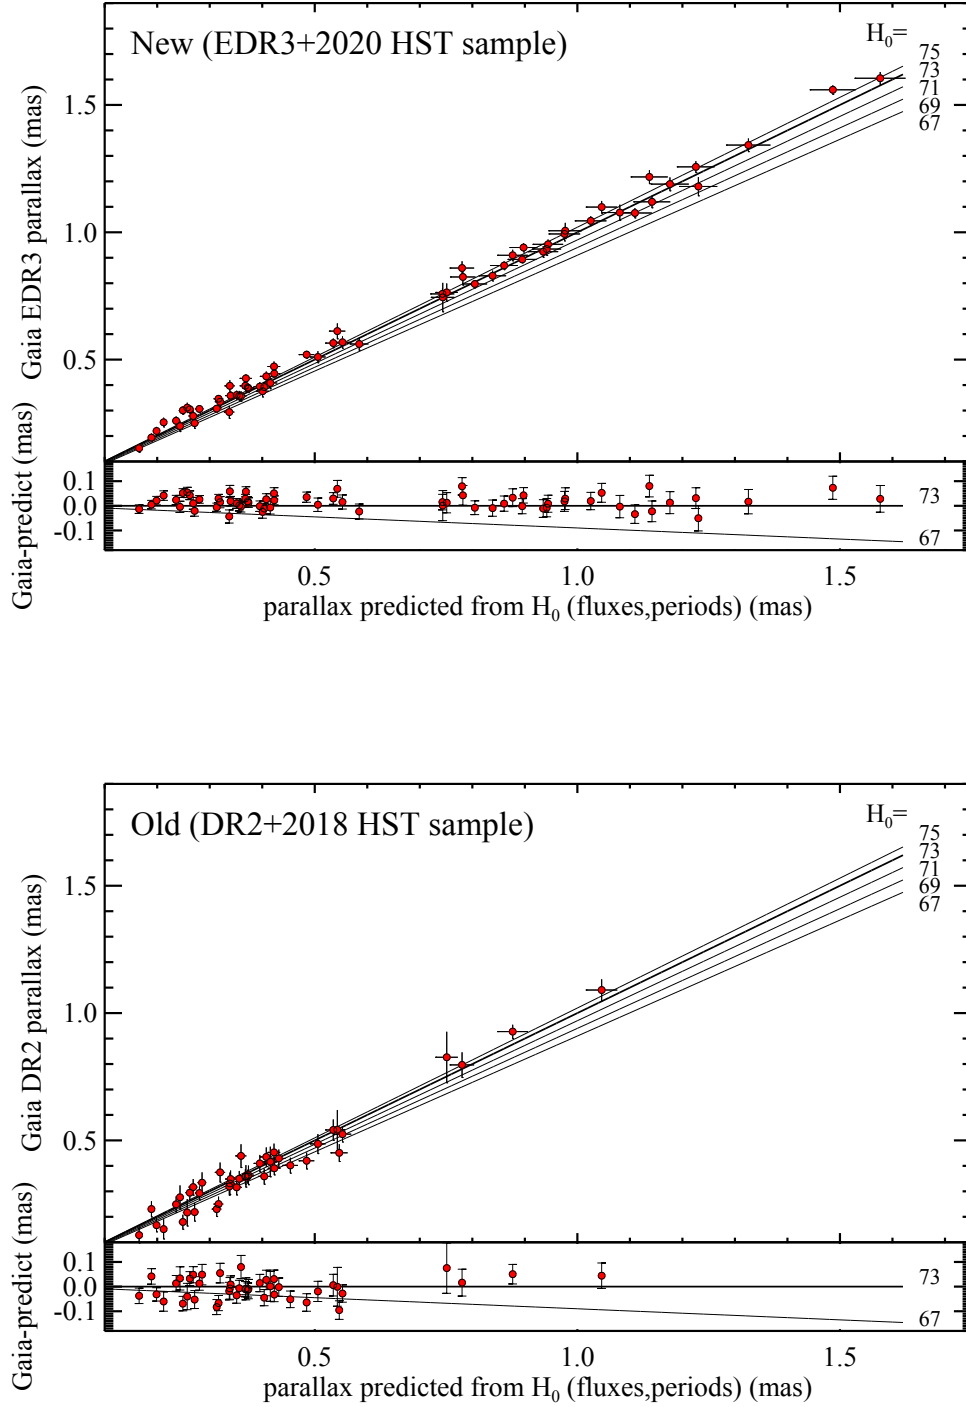 New (EDR3+2020 HST sample)
H0=
75
73
71
69
67
Gaia EDR3 parallax (mas)
1.5
1.0
0.5
Gaia-predict (mas)
0.1
0.0
-0.1
73
67
0.5 1.0 1.5
parallax predicted from H0 (fluxes,periods) (mas)
Old (DR2+2018 HST sample)
H0=
75
73
71
69
67
Gaia DR2 parallax (mas)
1.5
1.0
0.5
Gaia-predict (mas)
0.1
0.0
-0.1
73
67
0.5 1.0 1.5
parallax predicted from H0 (fluxes,periods) (mas)